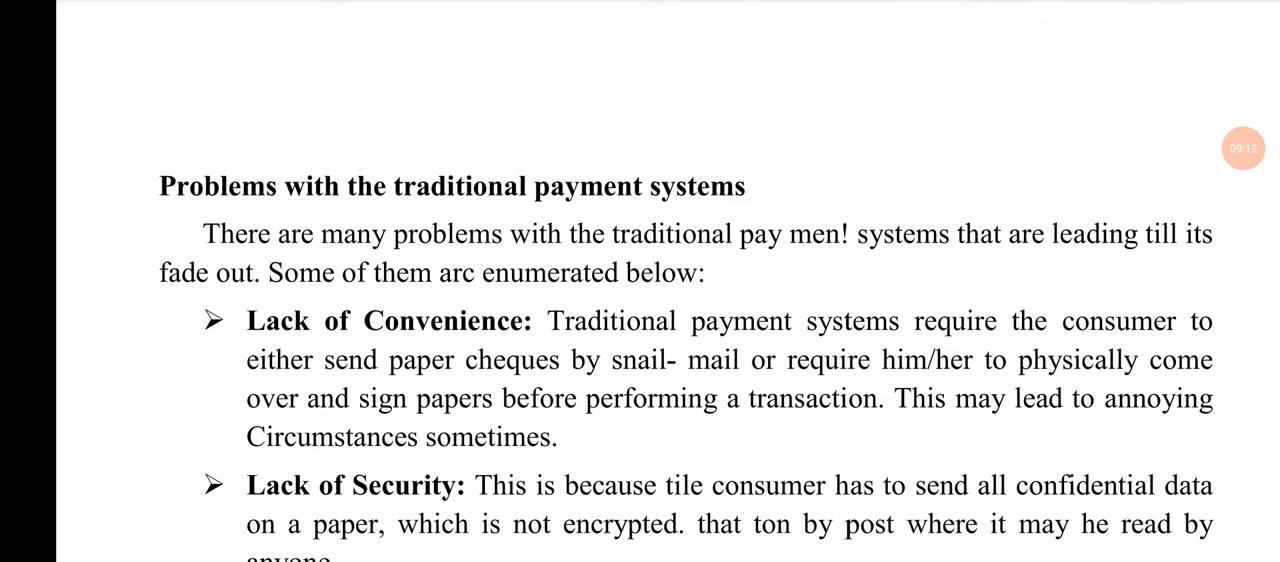 09:12
Problems with the traditional payment systems
There are many problems with the traditional pay men! systems that are leading till its
fade out. Some of them arc enumerated below:
➢ Lack of Convenience: Traditional payment systems require the consumer to
either send paper cheques by snail- mail or require him/her to physically come
over and sign papers before performing a transaction. This may lead to annoying
Circumstances sometimes.
➢ Lack of Security: This is because tile consumer has to send all confidential data
on a paper, which is not encrypted. that ton by post where it may he read by
anyone